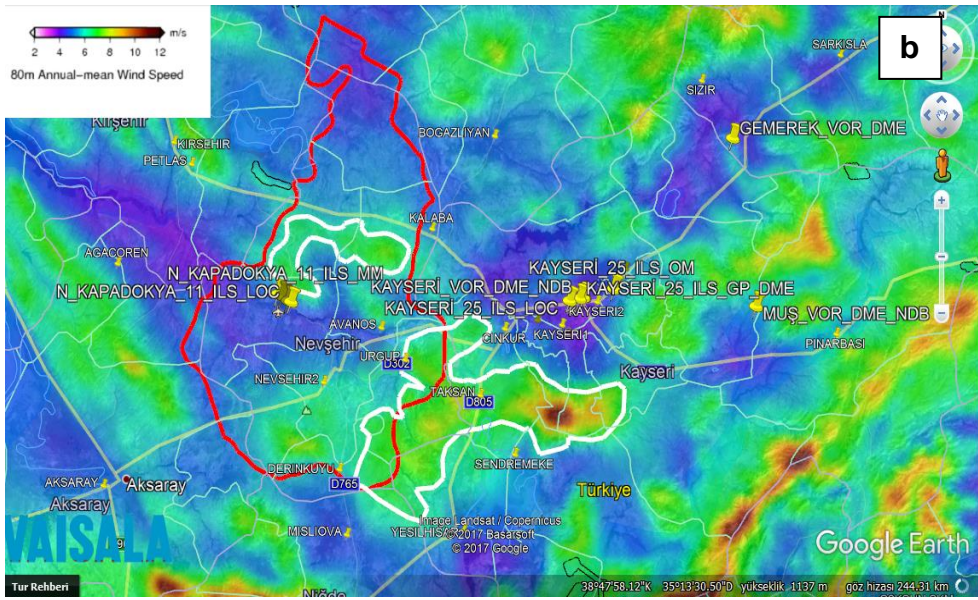 m/s
2 4 6 8 10 12
80m Annual-mean Wind Speed
b
N
SARKISLA
SIZIR
Kırşehir
KIRSEHIR
PETLAS
BOGAZLIYAN
GEMEREK_VOR_DME
KALABA
AGACOREN
N_KAPADOKYA_11_ILS_MM
N_KAPADOKYA_11_ILS_LOC
KAYSERİ_25_ILS_OM
KAYSERİ_VOR_DME_NDB
KAYSERİ_25_ILS_GP_DME
KAYSERİ_25_ILS_LOC
KAYSERI2
MUŞ_VOR_DME_NDB
AVANOS
CINKUR
KAYSERI1
PINARBASI
Nevşehir
URGUP
D302
Kayseri
NEVSEHIR2
TAKSAN
D805
DERINKUYU
D765
SENDREMEKE
AKSARAY
Aksaray
Aksaray
Türkiye
MISLIOVA
YESILHISAR
VAISALA
Image Landsat / Copernicus
© 2017 Basarsoft
© 2017 Google
Google Earth
Tur Rehberi
38°47'58.12"K 35°13'30.50"D yükseklik 1137 m göz hizası 244.31 km
Niğde